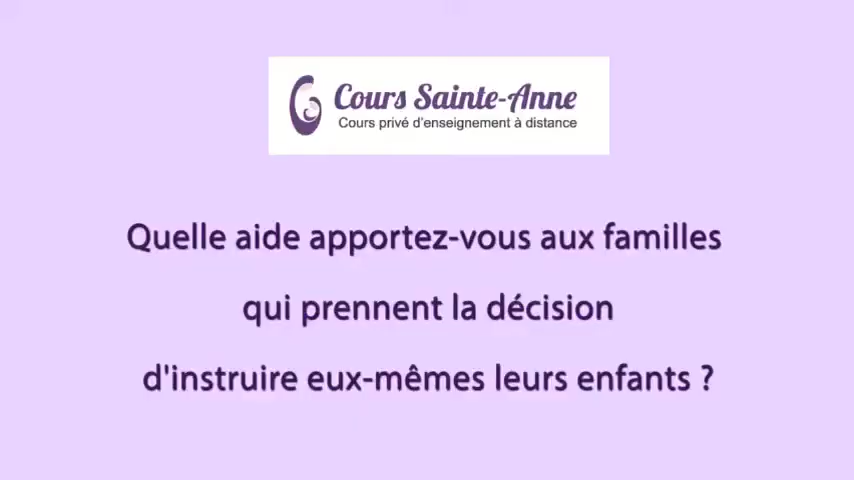 Cours Sainte-Anne
Cours privé d'enseignement à distance
Quelle aide apportez-vous aux familles
qui prennent la décision
d'instruire eux-mêmes leurs enfants ?